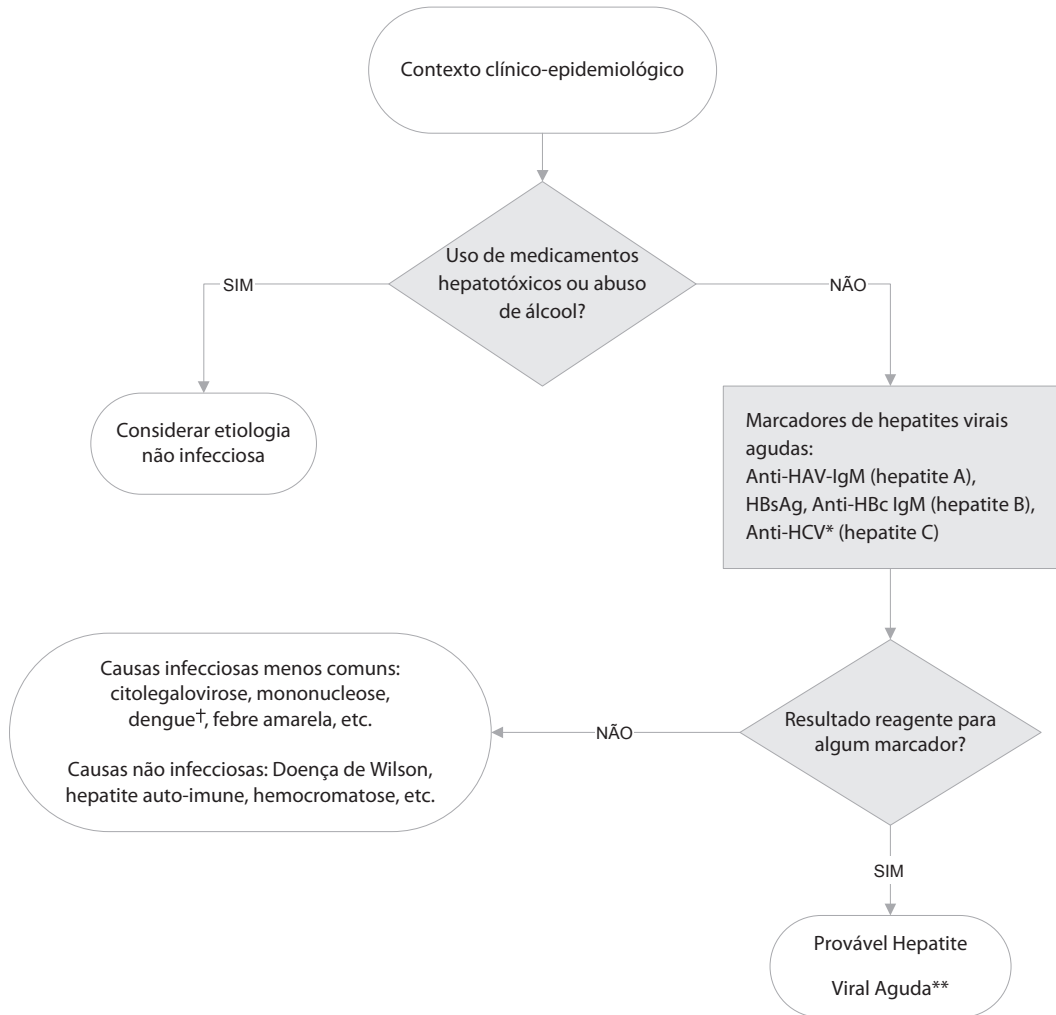 Contexto clínico-epidemiológico
Uso de medicamentos
hepatotóxicos ou abuso
de álcool?
SIM
NÃO
Considerar etiologia
não infecciosa
Marcadores de hepatites virais
agudas:
Anti-HAV-IgM (hepatite A),
HBsAg, Anti-HBc IgM (hepatite B),
Anti-HCV* (hepatite C)
Causas infecciosas menos comuns:
citolegalovirose, mononucleose,
dengue†, febre amarela, etc.
Causas não infecciosas: Doença de Wilson,
hepatite auto-imune, hemocromatose, etc.
NÃO
Resultado reagente para
algum marcador?
SIM
Provável Hepatite
Viral Aguda**